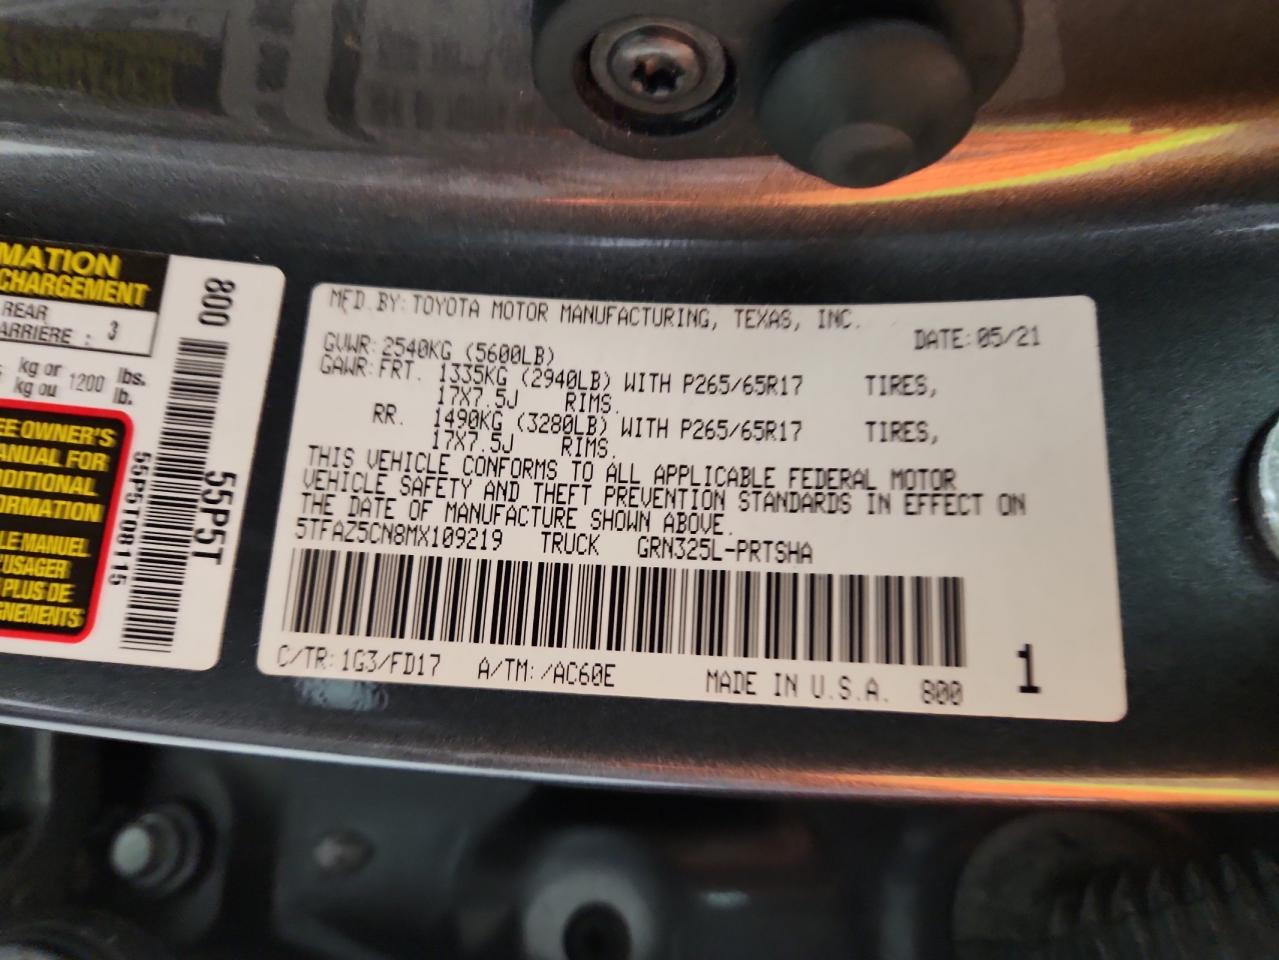 MATION
CHARGEMENT
REAR
ARRIÈRE : 3
kg or 1200 lbs.
kg ou lb.
EE OWNER'S
ANUAL FOR
DITIONAL
ORMATION
LE MANUEL
'USAGER
PLUS DE
GNEMENTS
800
55P5T
55P5T08115
MFD.BY:TOYOTA MOTOR MANUFACTURING, TEXAS, INC.
DATE:05/21
GVWR:2540KG (5600LB)
GAWR:FRT. 1335KG (2940LB) WITH P265/65R17 TIRES,
17X7.5J RIMS.
RR. 1490KG (3280LB) WITH P265/65R17 TIRES,
17X7.5J RIMS.
THIS VEHICLE CONFORMS TO ALL APPLICABLE FEDERAL MOTOR
VEHICLE SAFETY AND THEFT PREVENTION STANDARDS IN EFFECT ON
THE DATE OF MANUFACTURE SHOWN ABOVE.
5TFAZ5CN8MX109219 TRUCK GRN325L-PRTSHA
C/TR:1G3/FD17 A/TM:/AC60E MADE IN U.S.A. 800 1